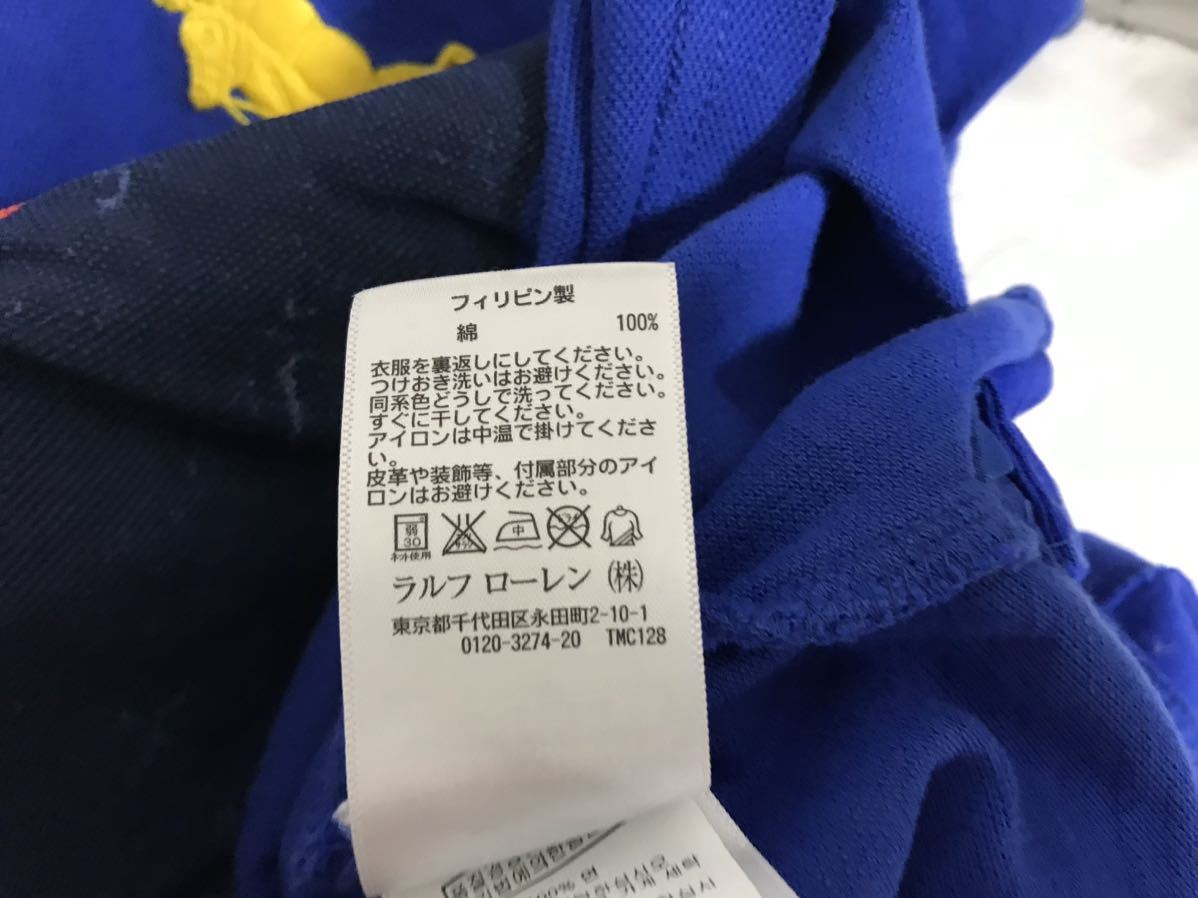 フィリピン製
綿 100%
衣服を裏返しにしてください。
つけおき洗いはお避けください。
同系色どうしで洗ってください。
すぐに干してください。
アイロンは中温で掛けてくださ
い。
皮革や装飾等、付属部分のアイ
ロンはお避けください。
弱
30
中
ネット使用
ラルフ ローレン (株)
東京都千代田区永田町2-10-1
0120-3274-20 TMC128